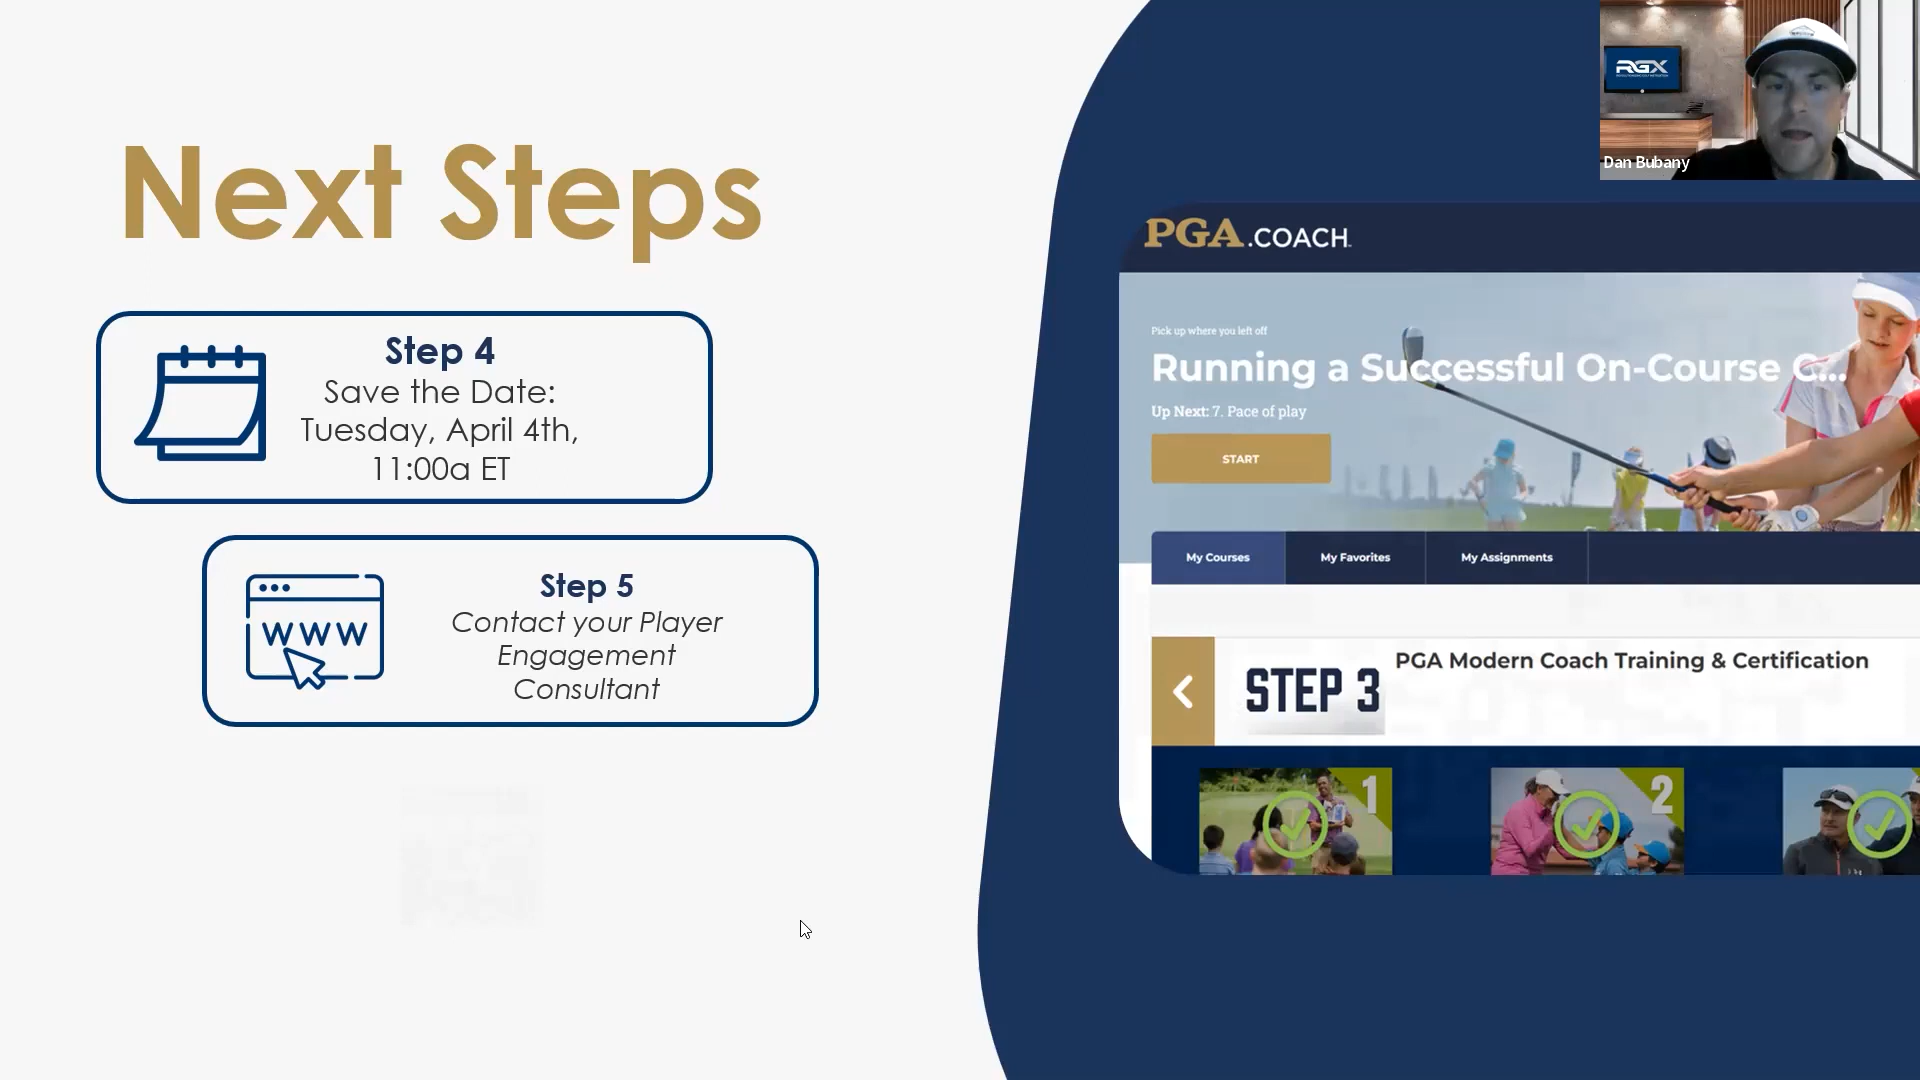 Next Steps
Step 4
Save the Date:
Tuesday, April 4th,
11:00a ET
WWW
Step 5
Contact your Player
Engagement
Consultant
RGX
Dan Bubany
PGA.COACH
Pick up where you left off
Running a Successful On-Course C...
Up Next: 7. Pace of play
START
My Courses
My Favorites
My Assignments
STEP 3
PGA Modern Coach Training & Certification
1
2